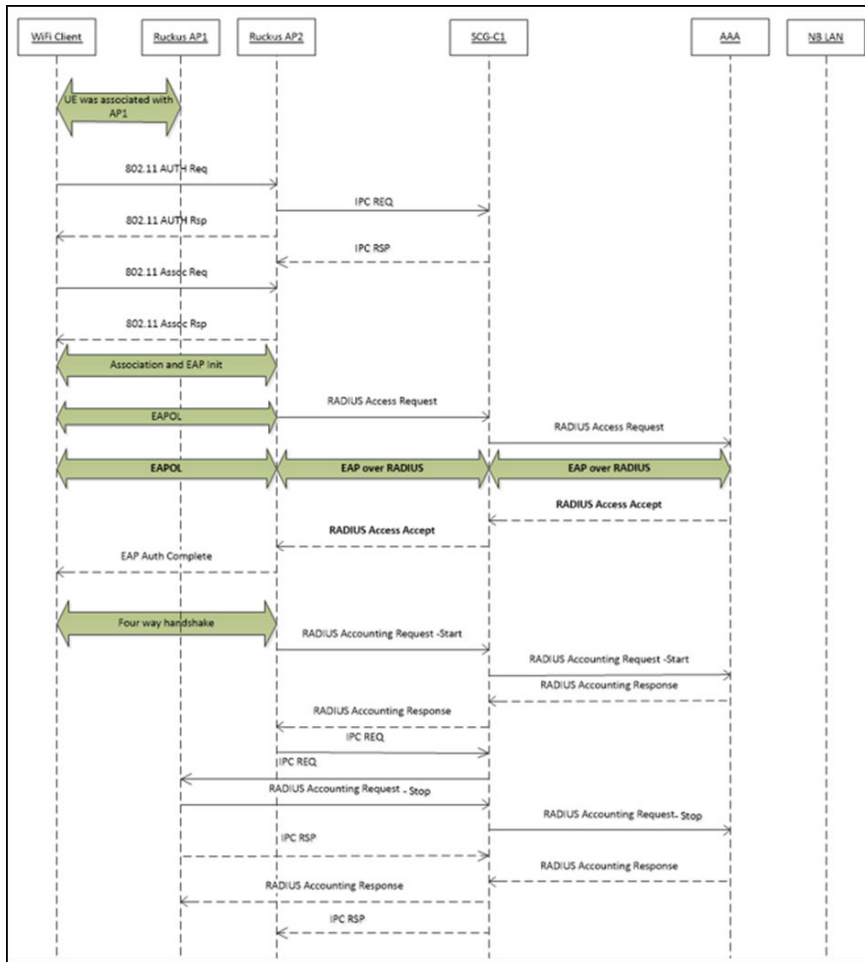 WiFi Client
Ruckus AP1
Ruckus AP2
SCG-C1
AAA
NB LAN
UE was associated with
AP1
802.11 AUTH Req
IPC REQ
802.11 AUTH Rsp
IPC RSP
802.11 Assoc Req
802.11 Assoc Rsp
Association and EAP Init
RADIUS Access Request
EAPOL
RADIUS Access Request
EAPOL
EAP over RADIUS
EAP over RADIUS
RADIUS Access Accept
RADIUS Access Accept
EAP Auth Complete
Four way handshake
RADIUS Accounting Request -Start
RADIUS Accounting Request -Start
RADIUS Accounting Response
RADIUS Accounting Response
IPC REQ
IPC REQ
RADIUS Accounting Request - Stop
RADIUS Accounting Request - Stop
IPC RSP
RADIUS Accounting Response
RADIUS Accounting Response
IPC RSP